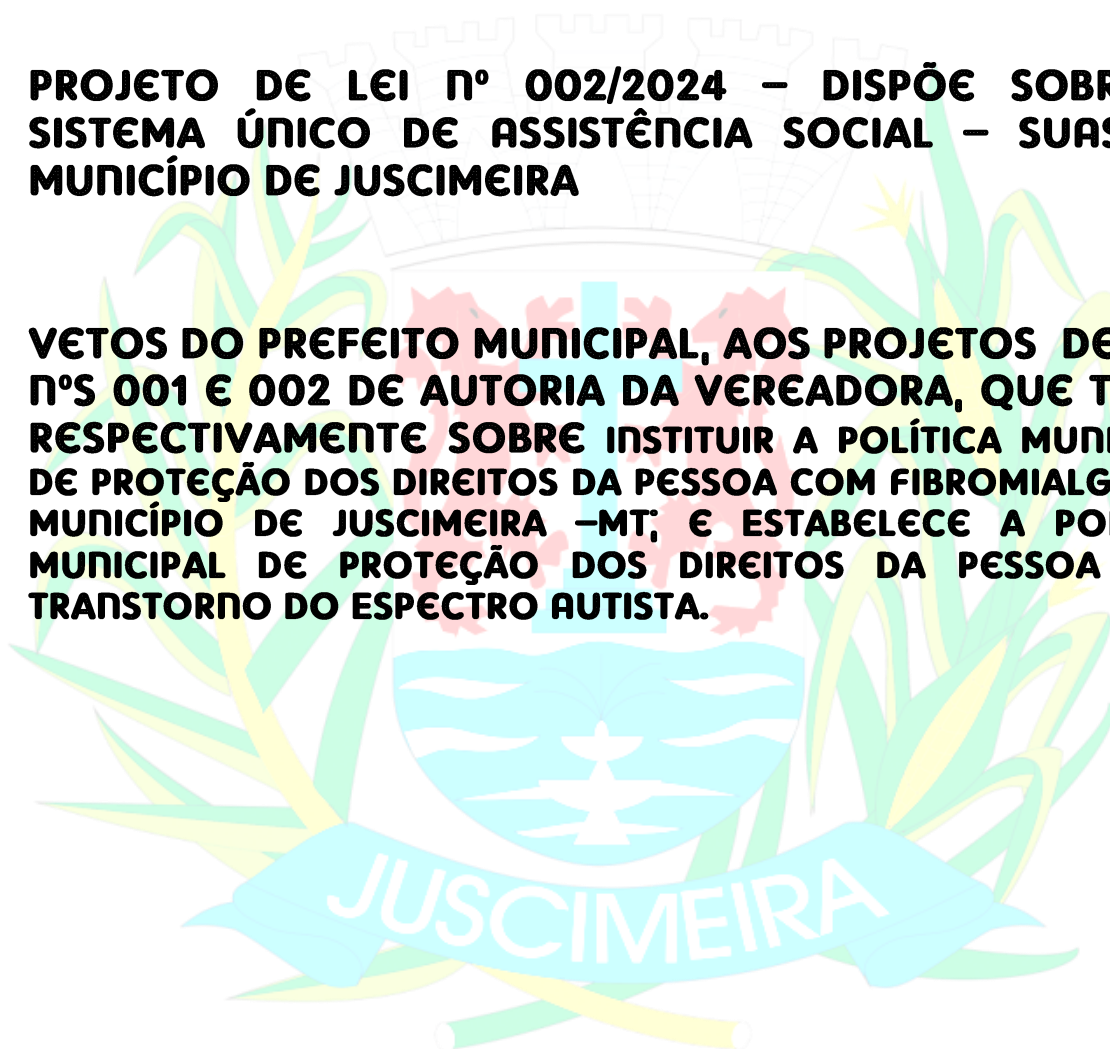 PROJETO DE LEI Nº 002/2024 – DISPÕE SOBR
SISTEMA ÚNICO DE ASSISTÊNCIA SOCIAL – SUAS
MUNICÍPIO DE JUSCIMEIRA
VETOS DO PREFEITO MUNICIPAL, AOS PROJETOS DE
NºS 001 E 002 DE AUTORIA DA VEREADORA, QUE T
RESPECTIVAMENTE SOBRE INSTITUIR A POLÍTICA MUNI
DE PROTEÇÃO DOS DIREITOS DA PESSOA COM FIBROMIALG
MUNICÍPIO DE JUSCIMEIRA –MT; E ESTABELECE A PO
MUNICIPAL DE PROTEÇÃO DOS DIREITOS DA PESSOA
TRANSTORNO DO ESPECTRO AUTISTA.
JUSCIMEIRA